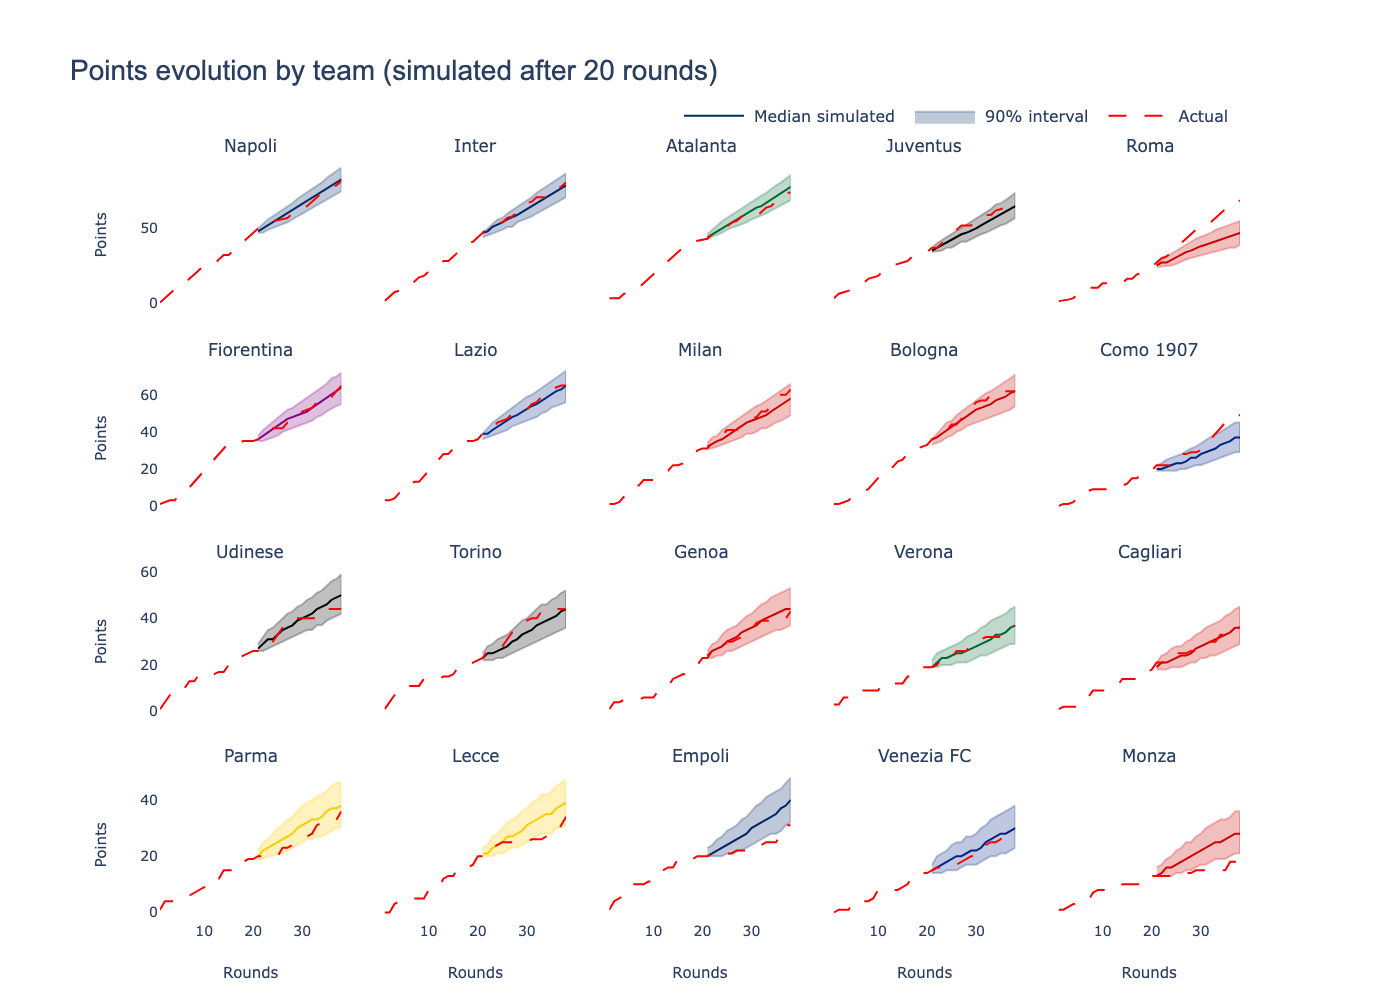 Points evolution by team (simulated after 20 rounds)
Median simulated 90% interval Actual
Napoli Inter Atalanta Juventus Roma
Points
50
0
Fiorentina Lazio Milan Bologna Como 1907
Points
60
40
20
0
Udinese Torino Genoa Verona Cagliari
Points
60
40
20
0
Parma Lecce Empoli Venezia FC Monza
Points
40
20
0
10 20 30 10 20 30 10 20 30 10 20 30 10 20 30
Rounds Rounds Rounds Rounds Rounds